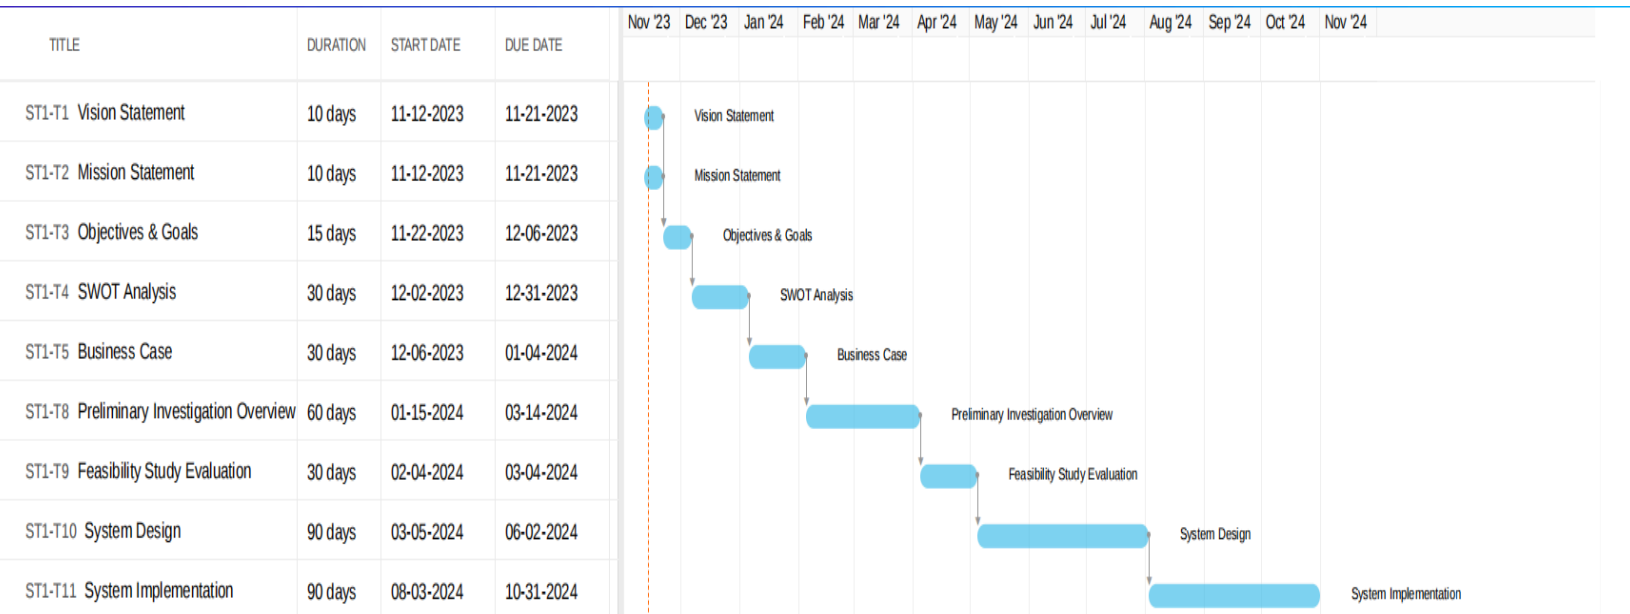 Nov '23 Dec '23 Jan '24 Feb '24 Mar '24 Apr '24 May '24 Jun '24 Jul '24 Aug '24 Sep '24 Oct '24 Nov '24
TITLE DURATION START DATE DUE DATE
ST1-T1 Vision Statement 10 days 11-12-2023 11-21-2023 Vision Statement
ST1-T2 Mission Statement 10 days 11-12-2023 11-21-2023 Mission Statement
ST1-T3 Objectives & Goals 15 days 11-22-2023 12-06-2023 Objectives & Goals
ST1-T4 SWOT Analysis 30 days 12-02-2023 12-31-2023 SWOT Analysis
ST1-T5 Business Case 30 days 12-06-2023 01-04-2024 Business Case
ST1-T8 Preliminary Investigation Overview 60 days 01-15-2024 03-14-2024 Preliminary Investigation Overview
ST1-T9 Feasibility Study Evaluation 30 days 02-04-2024 03-04-2024 Feasibility Study Evaluation
ST1-T10 System Design 90 days 03-05-2024 06-02-2024 System Design
ST1-T11 System Implementation 90 days 08-03-2024 10-31-2024 System Implementation